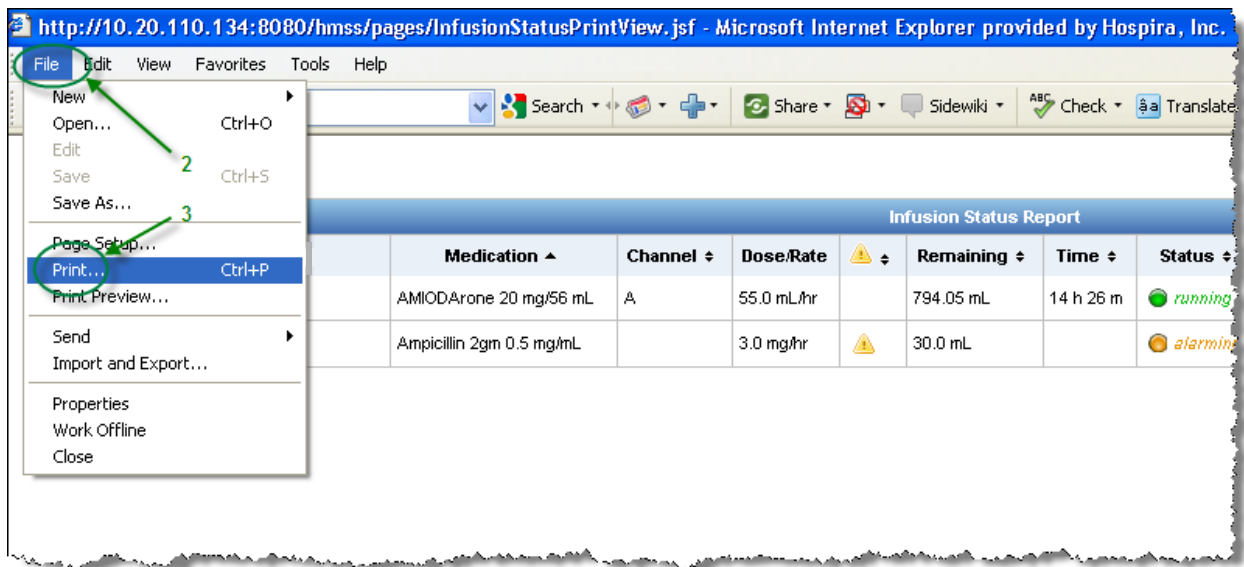 http://10.20.110.134:8080/hmss/pages/InfusionStatusPrintView.jsf - Microsoft Internet Explorer provided by Hospira, Inc.
File Edit View Favorites Tools Help
Search Share Sidewiki ABC Check âa Translate
New
Open... Ctrl+O
Edit
Save Ctrl+S
Save As...
Page Setup...
Print... Ctrl+P
Print Preview...
Send
Import and Export...
Properties
Work Offline
Close
2
3
Infusion Status Report
Medication Channel Dose/Rate Remaining Time Status
AMIODArone 20 mg/56 mL A 55.0 mL/hr 794.05 mL 14 h 26 m running
Ampicillin 2gm 0.5 mg/mL 3.0 mg/hr 30.0 mL alarming